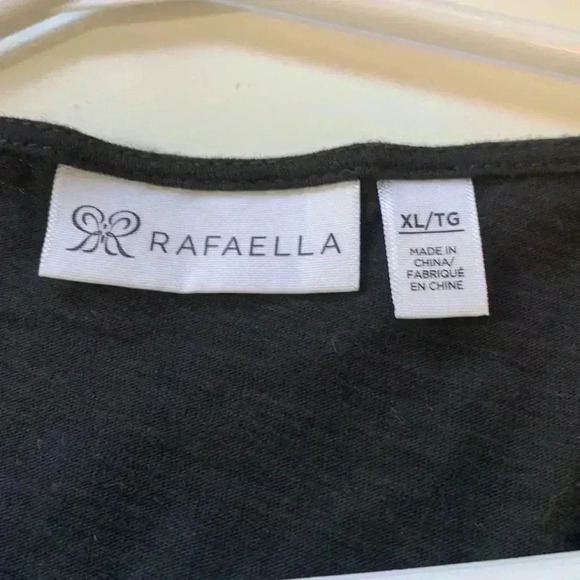 RAFAELLA
XL/TG
MADE IN
CHINA/
FABRIQUÉ
EN CHINE